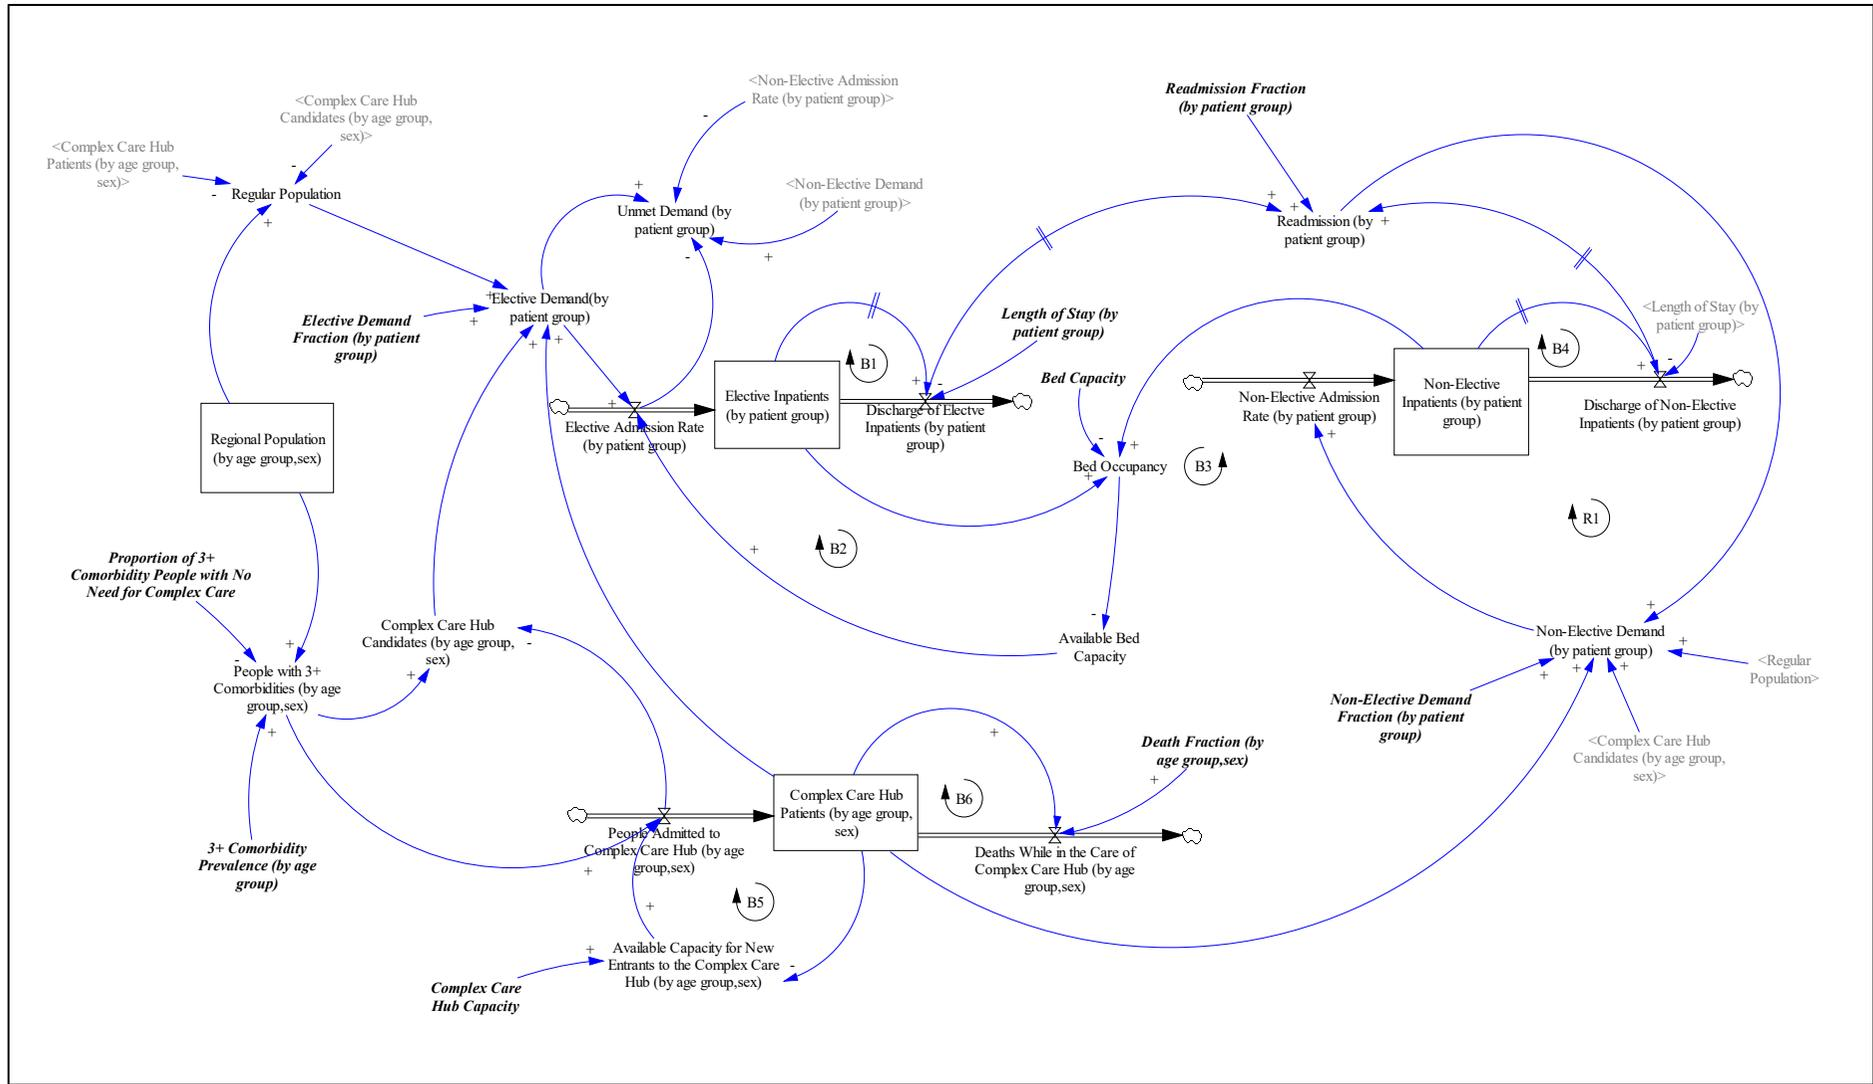 <Non-Elective Admission
Rate (by patient group)>
Readmission Fraction
(by patient group)
<Complex Care Hub
Candidates (by age group,
sex)>
<Complex Care Hub
Patients (by age group,
sex)>
Regular Population
<Non-Elective Demand
(by patient group)>
Unmet Demand (by
patient group)
Readmission (by
patient group)
Elective Demand(by
patient group)
Elective Demand
Fraction (by patient
group)
Length of Stay (by
patient group)
<Length of Stay (by
patient group)>
B1
B4
Bed Capacity
Elective Inpatients
(by patient group)
Non-Elective
Inpatients (by patient
group)
Elective Admission Rate
(by patient group)
Discharge of Elective
Inpatients (by patient
group)
Non-Elective Admission
Rate (by patient group)
Discharge of Non-Elective
Inpatients (by patient group)
Regional Population
(by age group,sex)
Bed Occupancy
B3
R1
B2
Proportion of 3+
Comorbidity People with No
Need for Complex Care
Complex Care Hub
Candidates (by age group,
sex)
Available Bed
Capacity
Non-Elective Demand
(by patient group)
<Regular
Population>
People with 3+
Comorbidities (by age
group,sex)
Non-Elective Demand
Fraction (by patient
group)
<Complex Care Hub
Candidates (by age group,
sex)>
Death Fraction (by
age group,sex)
Complex Care Hub
Patients (by age group,
sex)
B6
People Admitted to
Complex Care Hub (by age
group,sex)
Deaths While in the Care of
Complex Care Hub (by age
group,sex)
3+ Comorbidity
Prevalence (by age
group)
B5
Available Capacity for New
Entrants to the Complex Care
Hub (by age group,sex)
Complex Care
Hub Capacity